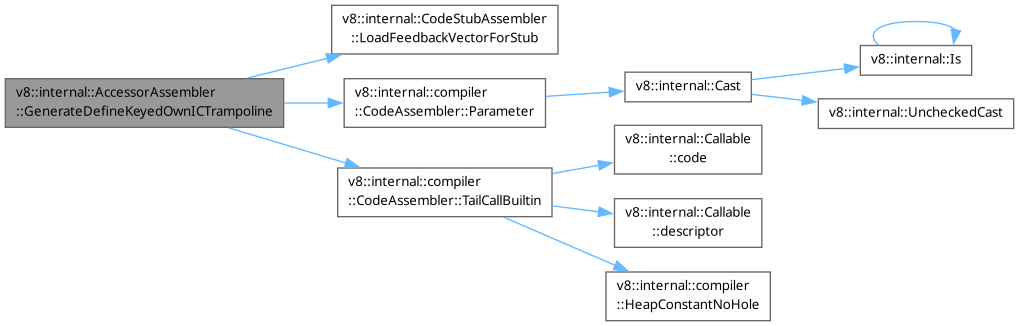 v8::internal::AccessorAssembler
::GenerateDefineKeyedOwnICTrampoline
v8::internal::CodeStubAssembler
::LoadFeedbackVectorForStub
v8::internal::compiler
::CodeAssembler::Parameter
v8::internal::Cast
v8::internal::Is
v8::internal::UncheckedCast
v8::internal::compiler
::CodeAssembler::TailCallBuiltin
v8::internal::Callable
::code
v8::internal::Callable
::descriptor
v8::internal::compiler
::HeapConstantNoHole